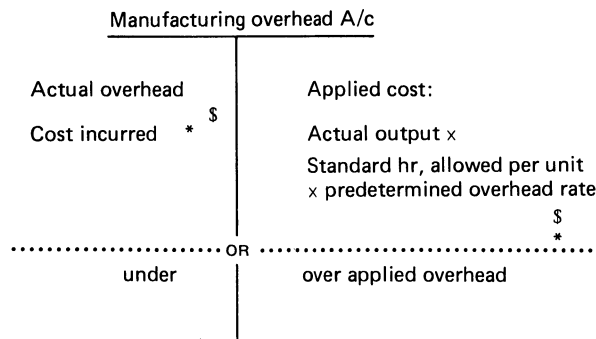 Manufacturing overhead A/c
Actual overhead
$
Cost incurred *
Applied cost:
Actual output x
Standard hr, allowed per unit
x predetermined overhead rate
$
*
OR
under
over applied overhead